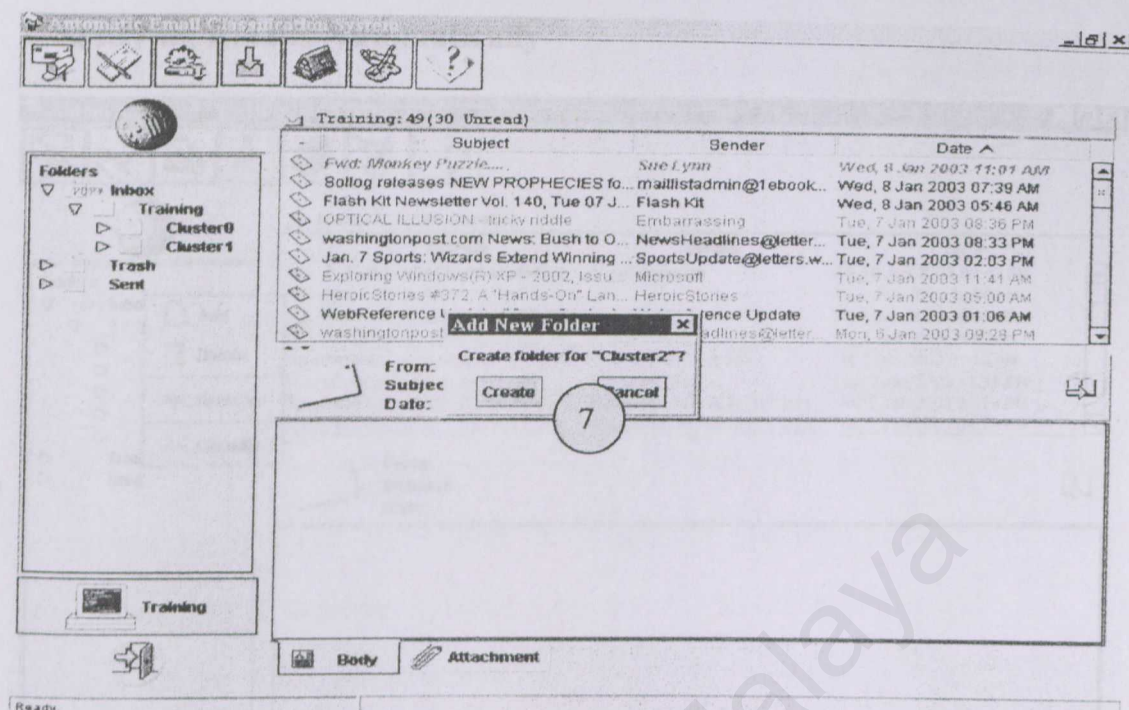 Automatic Email Classification System
Training:49(30 Unread)
Subject Sender Date
Fwd: Monkey Puzzle..... Sue Lynn Wed, 8 Jan 2003 11:01 AM
Sollog releases NEW PROPHECIES fo... maillistadmin@1ebook... Wed, 8 Jan 2003 07:39 AM
Flash Kit Newsletter Vol. 140, Tue 07 J... Flash Kit Wed, 8 Jan 2003 05:46 AM
OPTICAL ILLUSION - tricky riddle Embarrassing Tue, 7 Jan 2003 08:36 PM
washingtonpost.com News: Bush to O... NewsHeadlines@letter... Tue, 7 Jan 2003 08:33 PM
Jan. 7 Sports: Wizards Extend Winning ... SportsUpdate@letters.w... Tue, 7 Jan 2003 02:03 PM
Exploring Windows(R) XP - 2002, Issu... Microsoft Tue, 7 Jan 2003 11:41 AM
HeroicStories #372: A "Hands-On" Lan... HeroicStories Tue, 7 Jan 2003 05:00 AM
WebReference ence Update Tue, 7 Jan 2003 01:06 AM
washingtonpost adlines@letter... Mon, 6 Jan 2003 09:28 PM
Folders
Inbox
Training
Cluster0
Cluster1
Trash
Sent
Add New Folder
Create folder for "Cluster2"?
Create Cancel
7
From:
Subjec
Date:
Training
Body Attachment
Ready
alaya